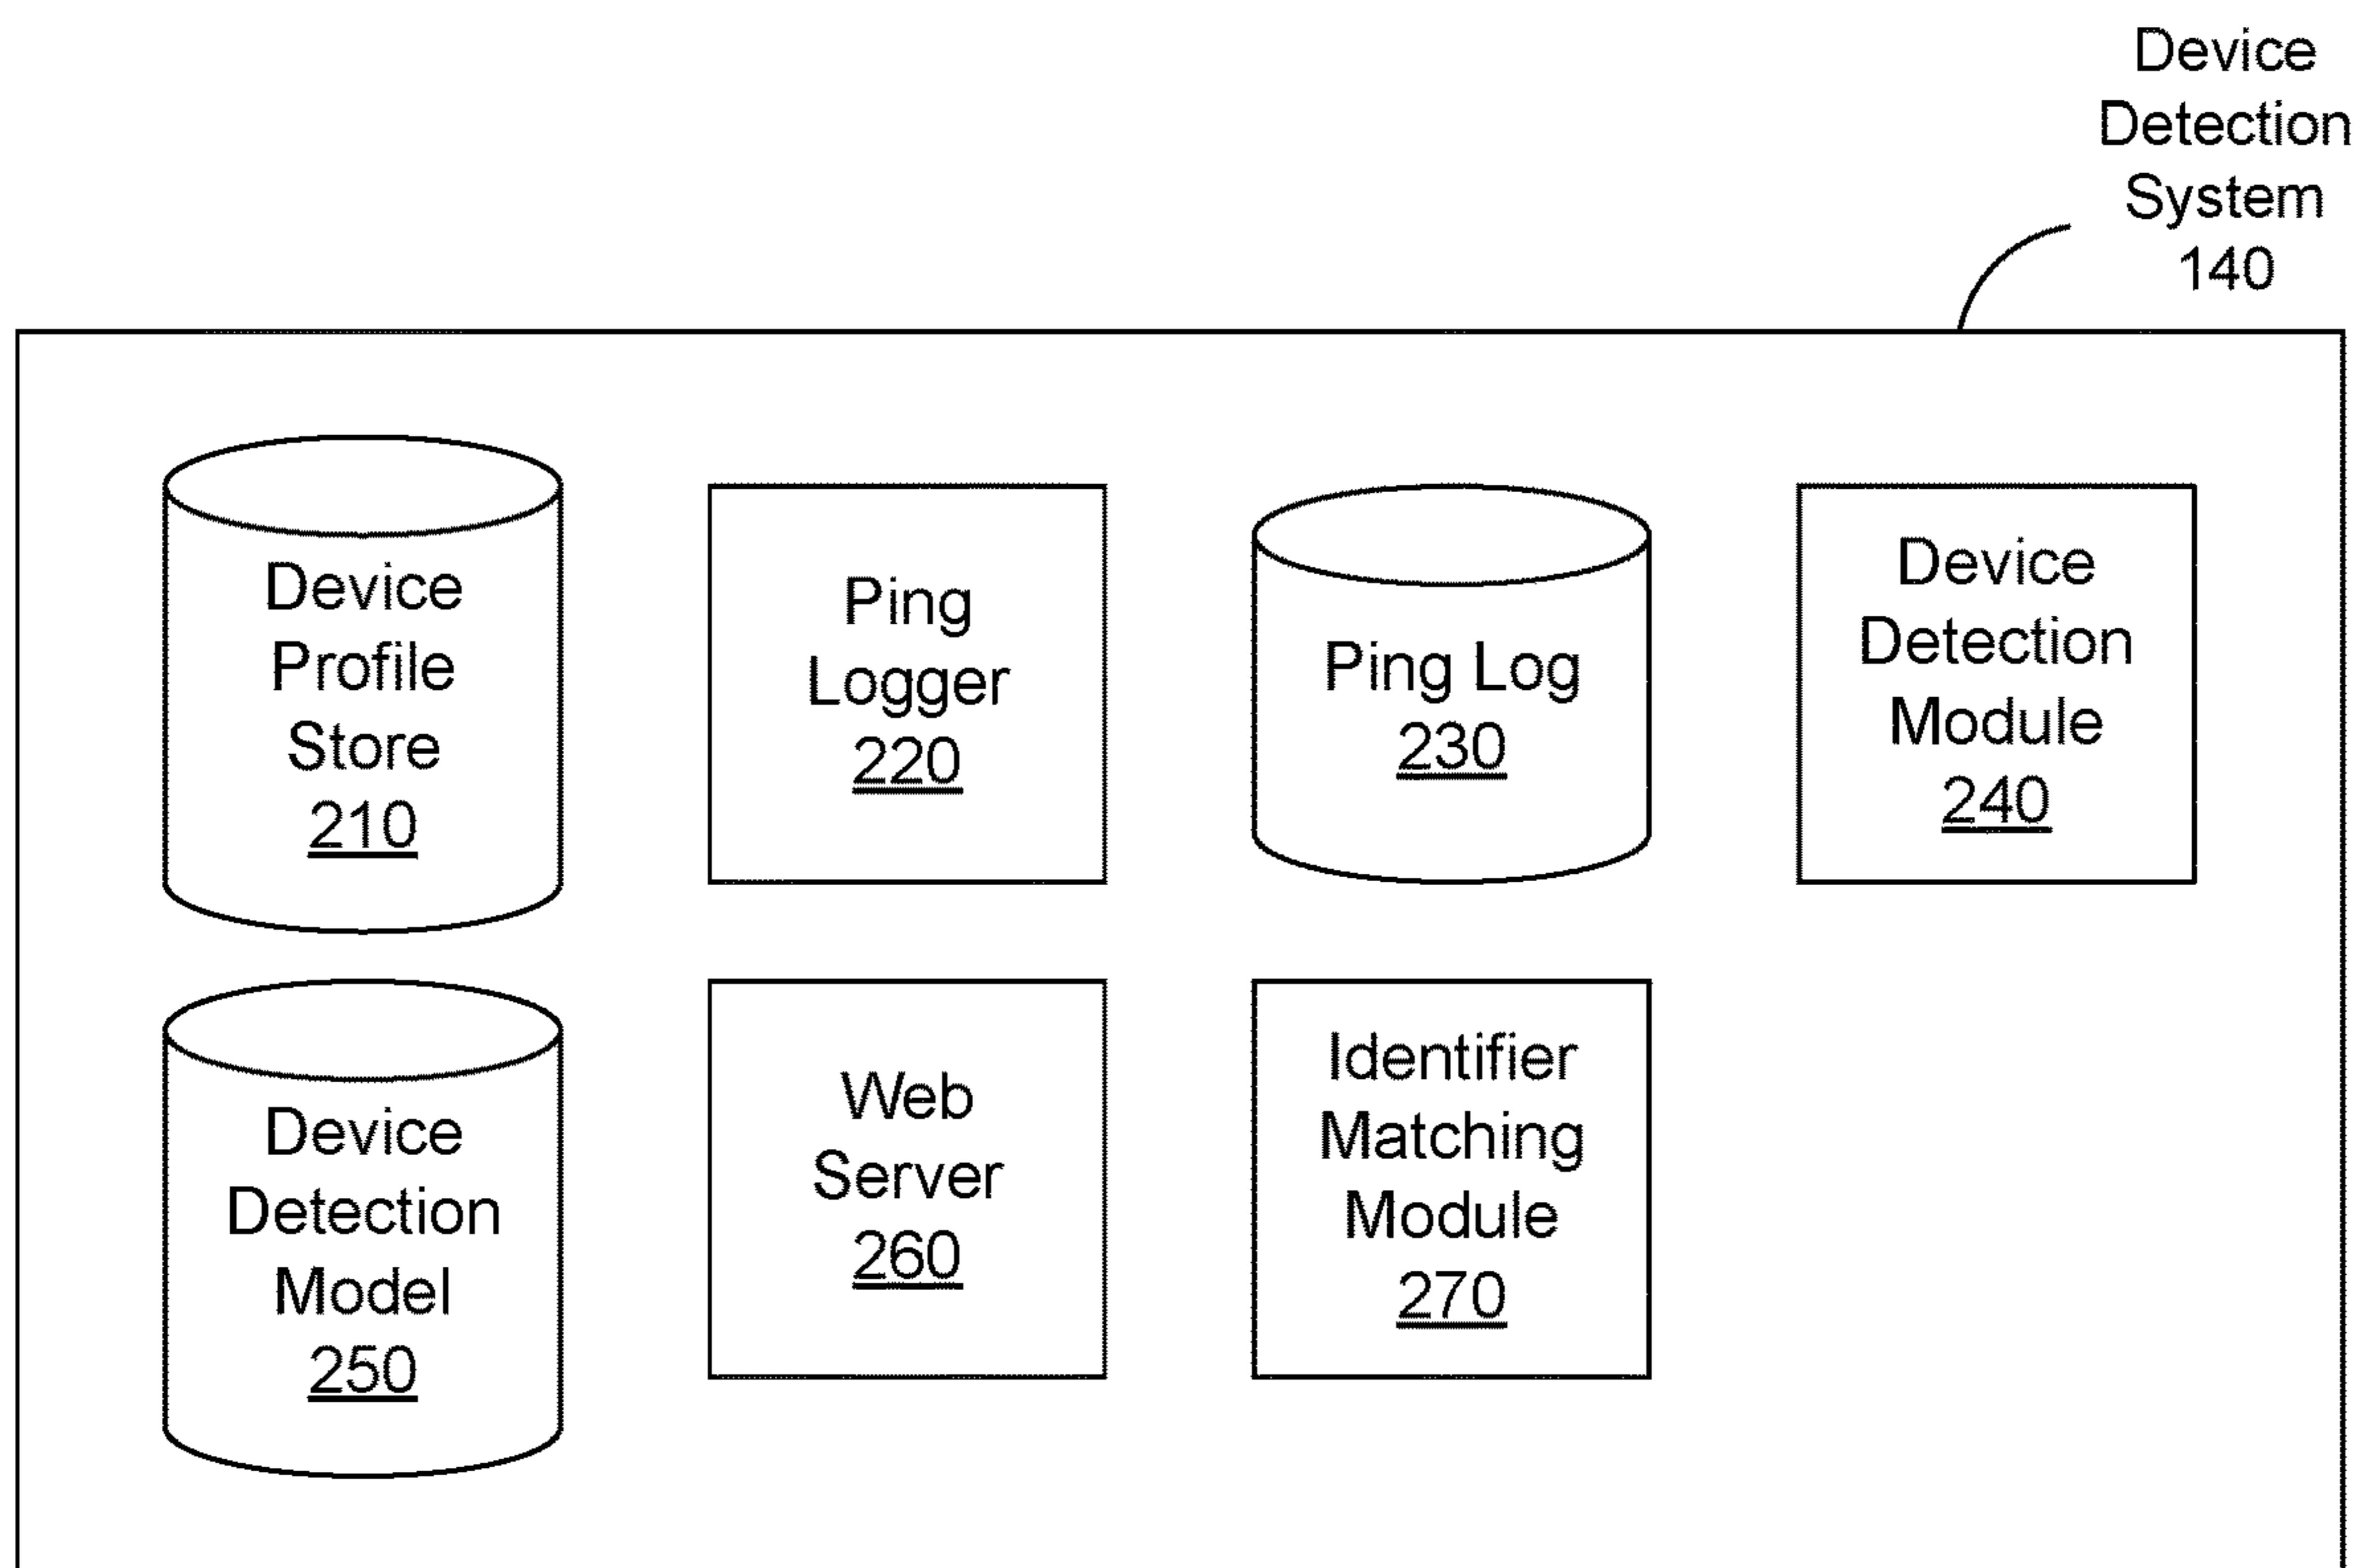 Device
Detection
System
140
Device
Profile
Store
210
Ping
Logger
220
Ping Log
230
Device
Detection
Module
240
Device
Detection
Model
250
Web
Server
260
Identifier
Matching
Module
270